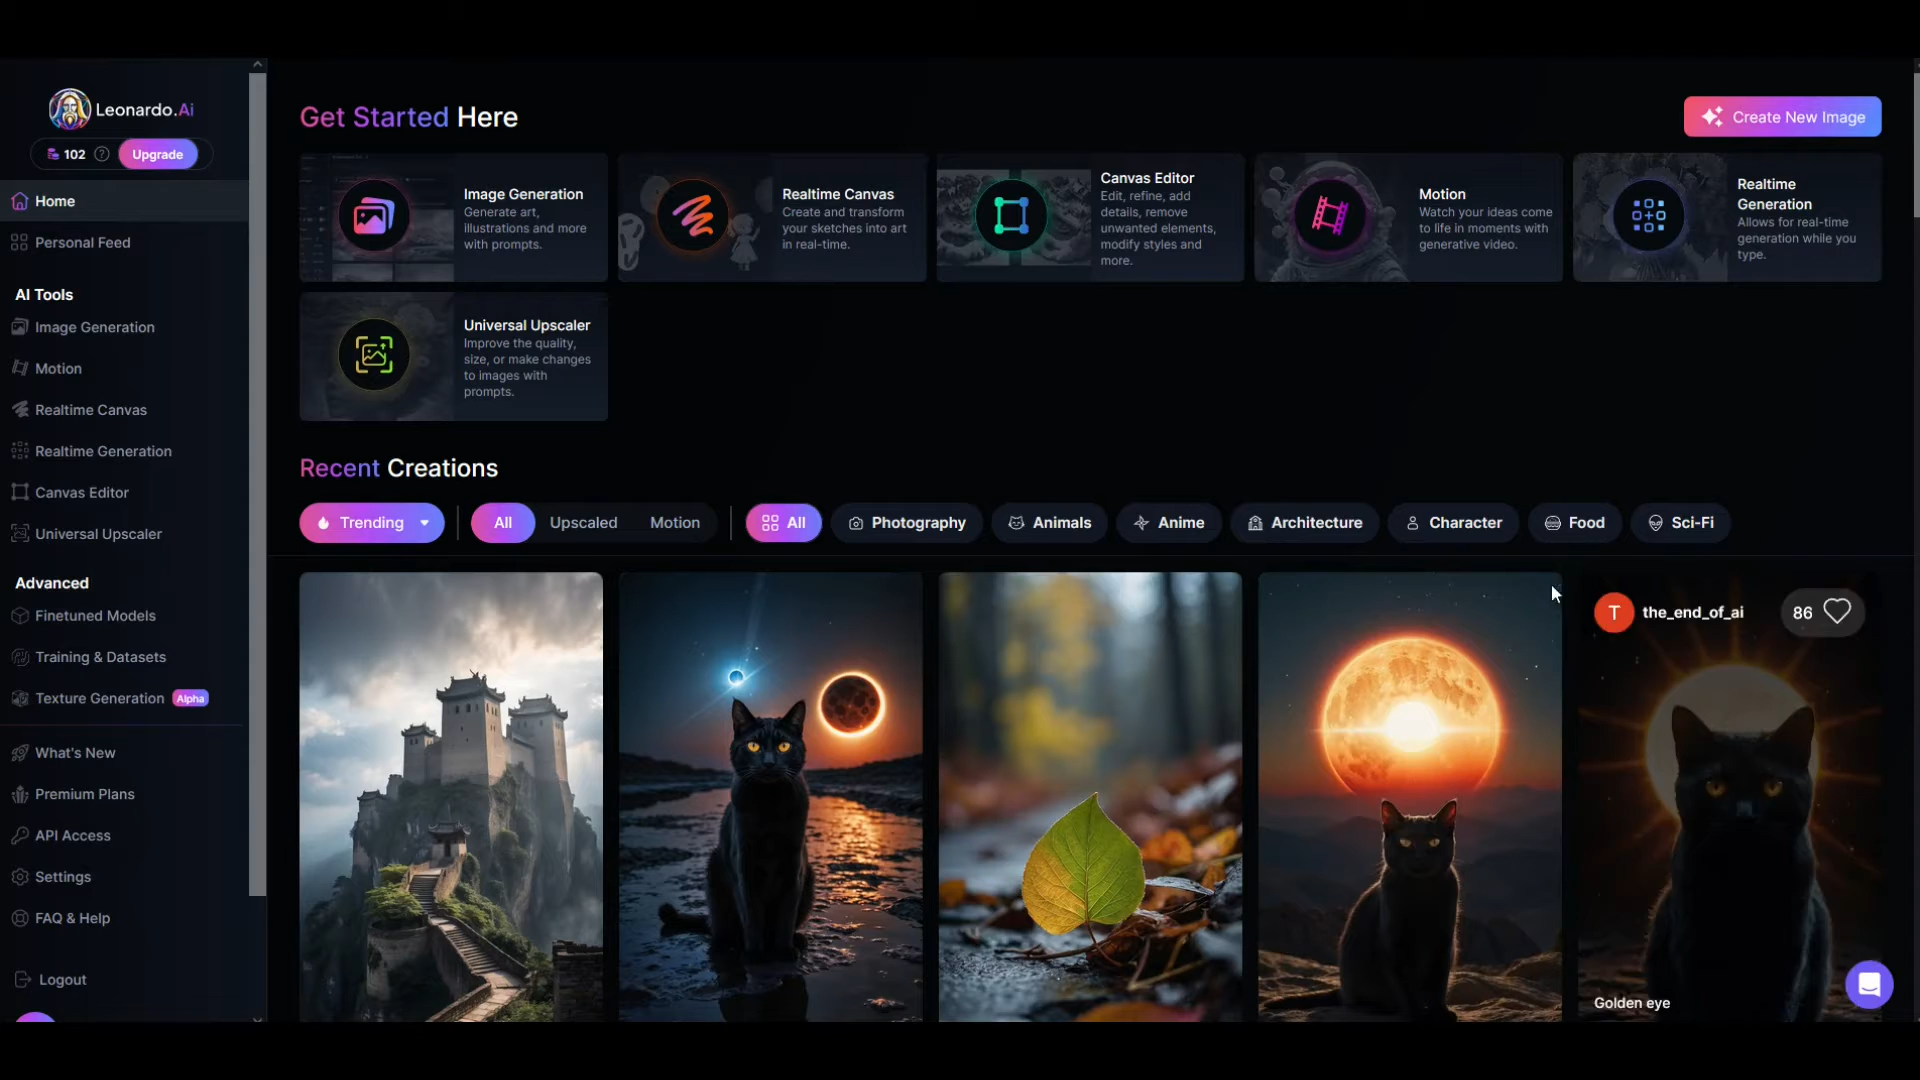 Leonardo.Ai
102
Upgrade
Home
Personal Feed
AI Tools
Image Generation
Motion
Realtime Canvas
Realtime Generation
Canvas Editor
Universal Upscaler
Advanced
Finetuned Models
Training & Datasets
Texture Generation Alpha
What's New
Premium Plans
API Access
Settings
FAQ & Help
Logout
Get Started Here
Create New Image
Image Generation
Generate art,
illustrations and more
with prompts.
Realtime Canvas
Create and transform
your sketches into art
in real-time.
Canvas Editor
Edit, refine, add
details, remove
unwanted elements,
modify styles and
more.
Motion
Watch your ideas come
to life in moments with
generative video.
Realtime
Generation
Allows for real-time
generation while you
type.
Universal Upscaler
Improve the quality,
size, or make changes
to images with
prompts.
Recent Creations
Trending
All Upscaled Motion
All Photography Animals Anime Architecture Character Food Sci-Fi
T the_end_of_ai 86
Golden eye